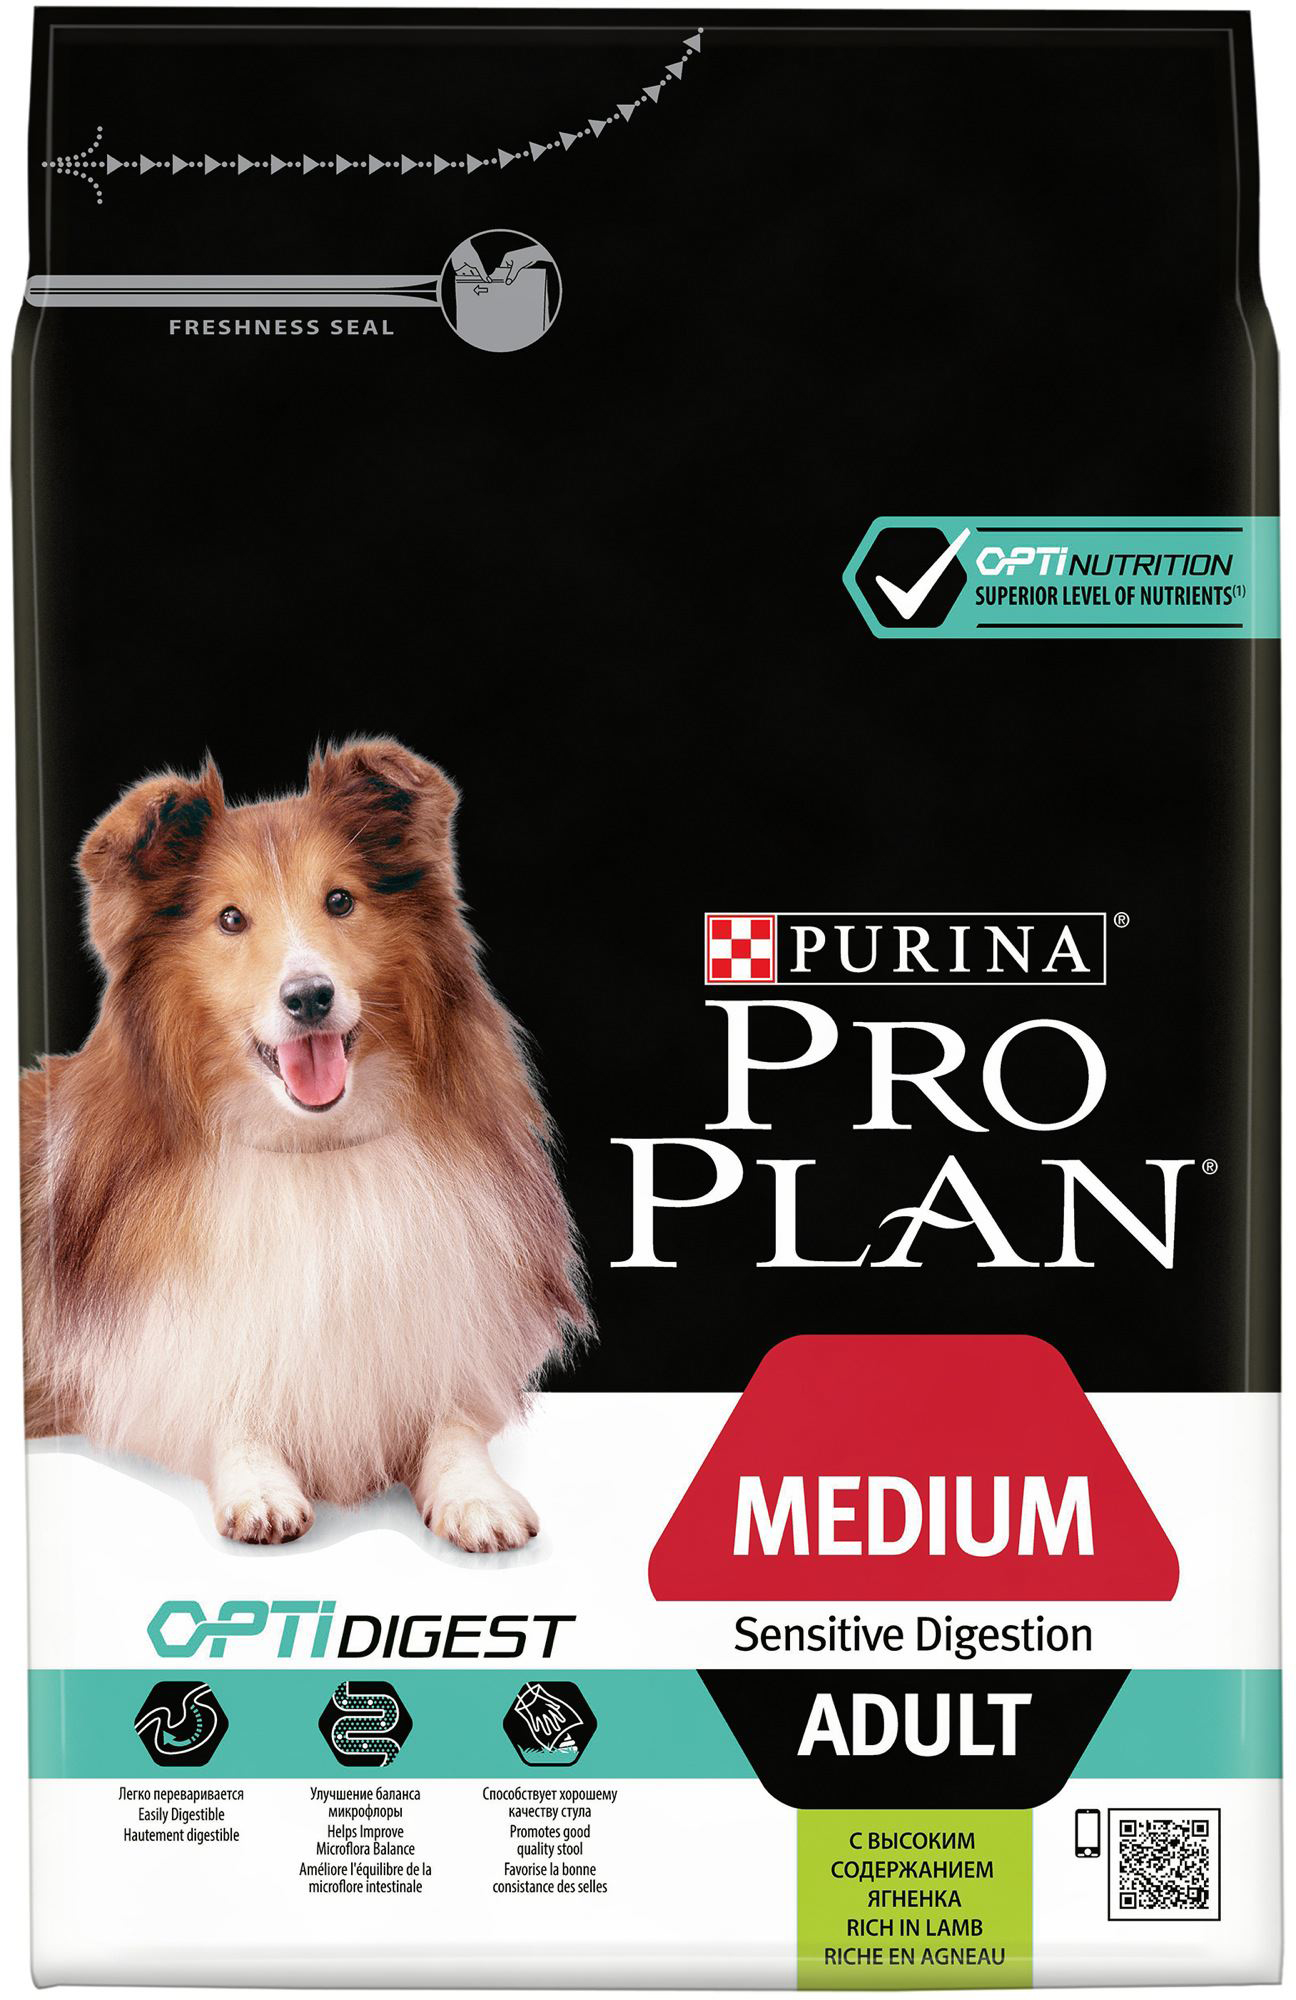 FRESHNESS SEAL
OPTiNUTRITION
SUPERIOR LEVEL OF NUTRIENTS(1)
PURINA®
PRO
PLAN®
MEDIUM
Sensitive Digestion
ADULT
OPTiDIGEST
Легко переваривается
Easily Digestible
Hautement digestible
Улучшение баланса
микрофлоры
Helps Improve
Microflora Balance
Améliore l'équilibre de la
microflore intestinale
Способствует хорошему
качеству стула
Promotes good
quality stool
Favorise la bonne
consistance des selles
С ВЫСОКИМ
СОДЕРЖАНИЕМ
ЯГНЕНКА
RICH IN LAMB
RICHE EN AGNEAU